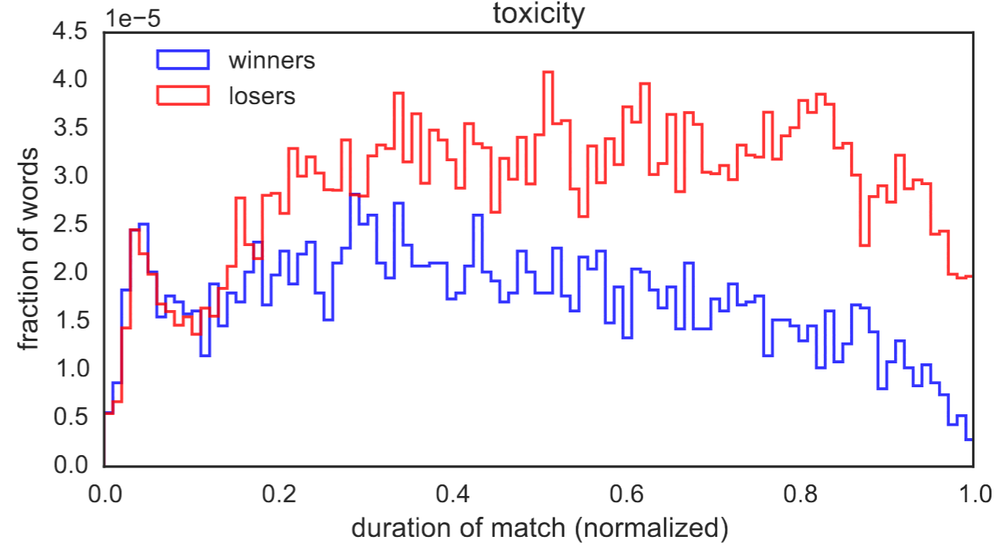 toxicity
1e−5
4.5
4.0
3.5
3.0
2.5
2.0
1.5
1.0
0.5
0.0
fraction of words
winners
losers
0.0 0.2 0.4 0.6 0.8 1.0
duration of match (normalized)